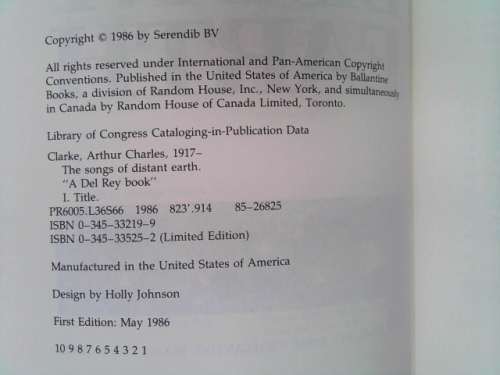 Copyright © 1986 by Serendib BV
All rights reserved under International and Pan-American Copyright
Conventions. Published in the United States of America by Ballantine
Books, a division of Random House, Inc., New York, and simultaneously
in Canada by Random House of Canada Limited, Toronto.
Library of Congress Cataloging-in-Publication Data
Clarke, Arthur Charles, 1917–
The songs of distant earth.
“A Del Rey book”
I. Title.
PR6005.L36S66 1986 823'.914 85-26825
ISBN 0-345-33219-9
ISBN 0-345-33525-2 (Limited Edition)
Manufactured in the United States of America
Design by Holly Johnson
First Edition: May 1986
10 9 8 7 6 5 4 3 2 1